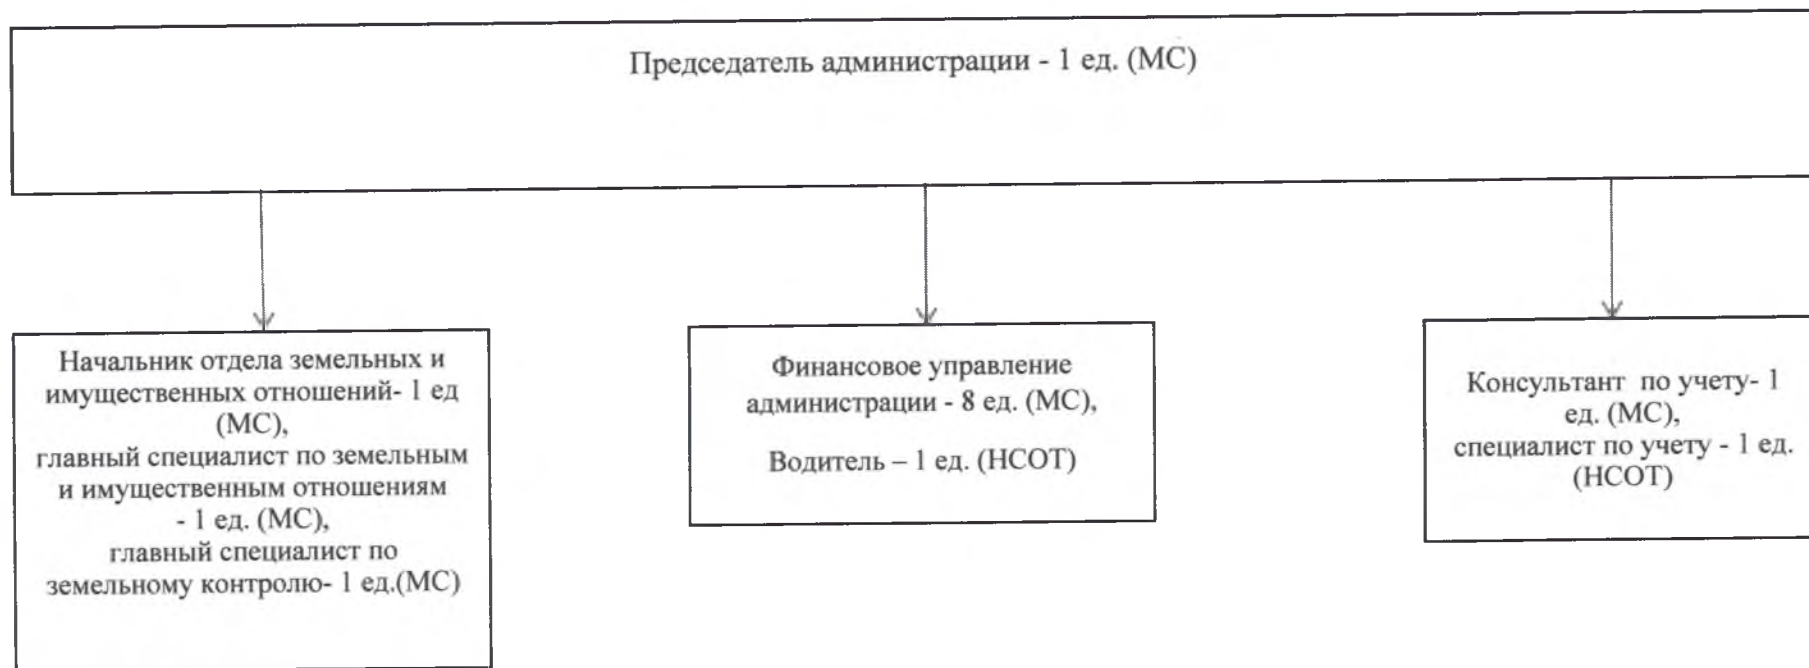 Председатель администрации - 1 ед. (МС)
Начальник отдела земельных и
имущественных отношений- 1 ед
(МС),
главный специалист по земельным
и имущественным отношениям
- 1 ед. (МС),
главный специалист по
земельному контролю- 1 ед.(МС)
Финансовое управление
администрации - 8 ед. (МС),
Водитель – 1 ед. (НСОТ)
Консультант по учету- 1
ед. (МС),
специалист по учету - 1 ед.
(НСОТ)